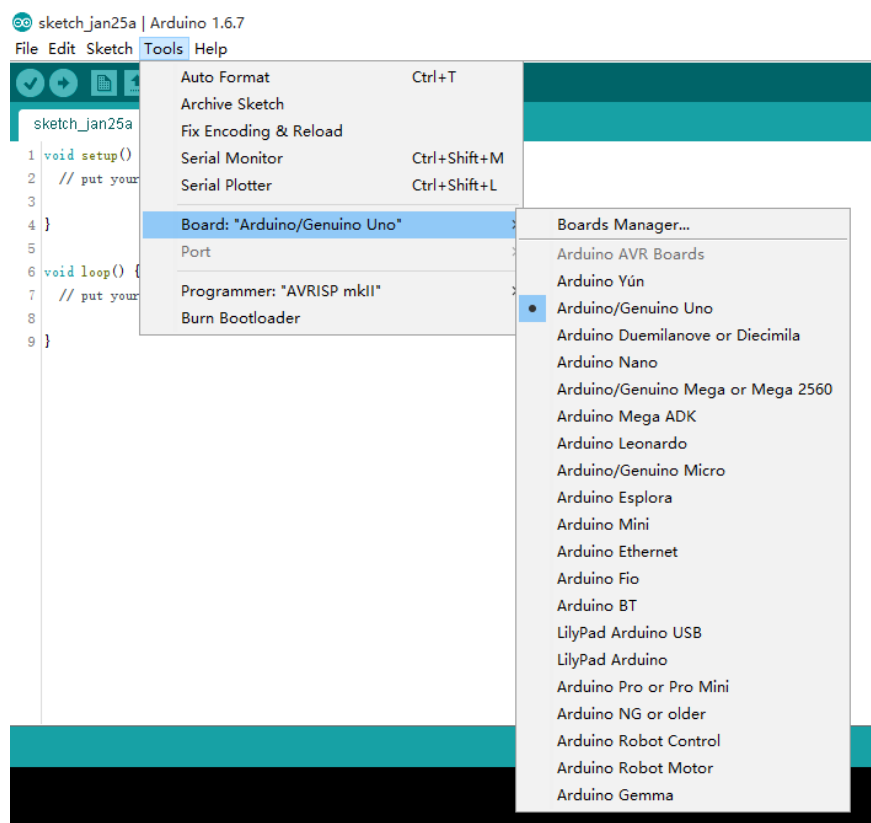 sketch_jan25a | Arduino 1.6.7
File Edit Sketch Tools Help
Auto Format Ctrl+T
Archive Sketch
Fix Encoding & Reload
Serial Monitor Ctrl+Shift+M
Serial Plotter Ctrl+Shift+L
Board: "Arduino/Genuino Uno"
Port
Programmer: "AVRISP mkII"
Burn Bootloader
sketch_jan25a
1 void setup()
2 // put your
3
4 }
5
6 void loop() {
7 // put your
8
9 }
Boards Manager...
Arduino AVR Boards
Arduino Yún
Arduino/Genuino Uno
Arduino Duemilanove or Diecimila
Arduino Nano
Arduino/Genuino Mega or Mega 2560
Arduino Mega ADK
Arduino Leonardo
Arduino/Genuino Micro
Arduino Esplora
Arduino Mini
Arduino Ethernet
Arduino Fio
Arduino BT
LilyPad Arduino USB
LilyPad Arduino
Arduino Pro or Pro Mini
Arduino NG or older
Arduino Robot Control
Arduino Robot Motor
Arduino Gemma